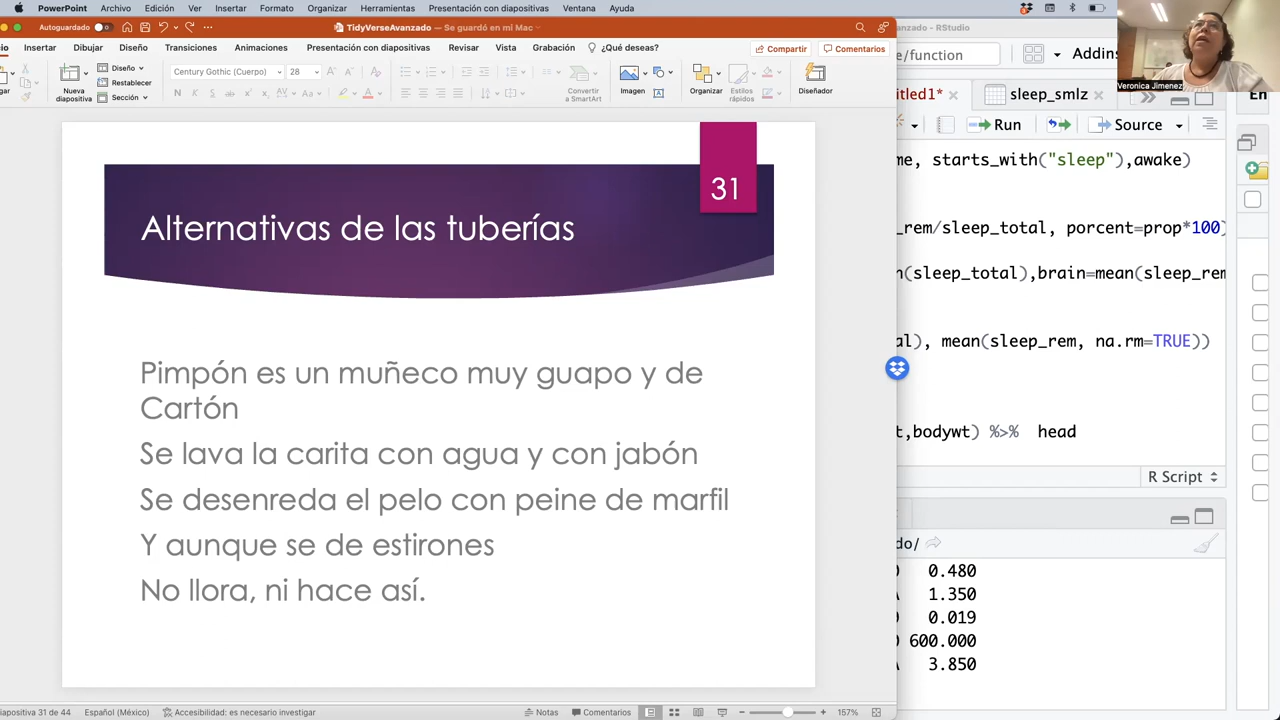 PowerPoint Archivo Edición Ver Insertar Formato Organizar Herramientas Presentación con diapositivas Ventana Ayuda
Autoguardado TidyVerseAvanzado — Se guardó en mi Mac
Insertar Dibujar Diseño Transiciones Animaciones Presentación con diapositivas Revisar Vista Grabación ¿Qué deseas? Compartir Comentarios
Nueva diapositiva
Diseño
Restablecer
Sección
Century Gothic (Cuerpo) 28
Convertir a SmartArt
Imagen
Organizar
Estilos rápidos
Diseñador
31
Alternativas de las tuberías
Pimpón es un muñeco muy guapo y de
Cartón
Se lava la carita con agua y con jabón
Se desenreda el pelo con peine de marfil
Y aunque se de estirones
No llora, ni hace así.
iapositiva 31 de 44 Español (México) Accesibilidad: es necesario investigar Notas Comentarios 157%
anzado - RStudio
e/function Addins
Veronica Jimenez
ntitled1* sleep_smlz En
Run Source
me, starts_with("sleep"),awake)
_rem/sleep_total, porcent=prop*100)
n(sleep_total),brain=mean(sleep_rem
al), mean(sleep_rem, na.rm=TRUE))
t,bodywt) %>% head
R Script
do/
0.480
1.350
0.019
600.000
3.850